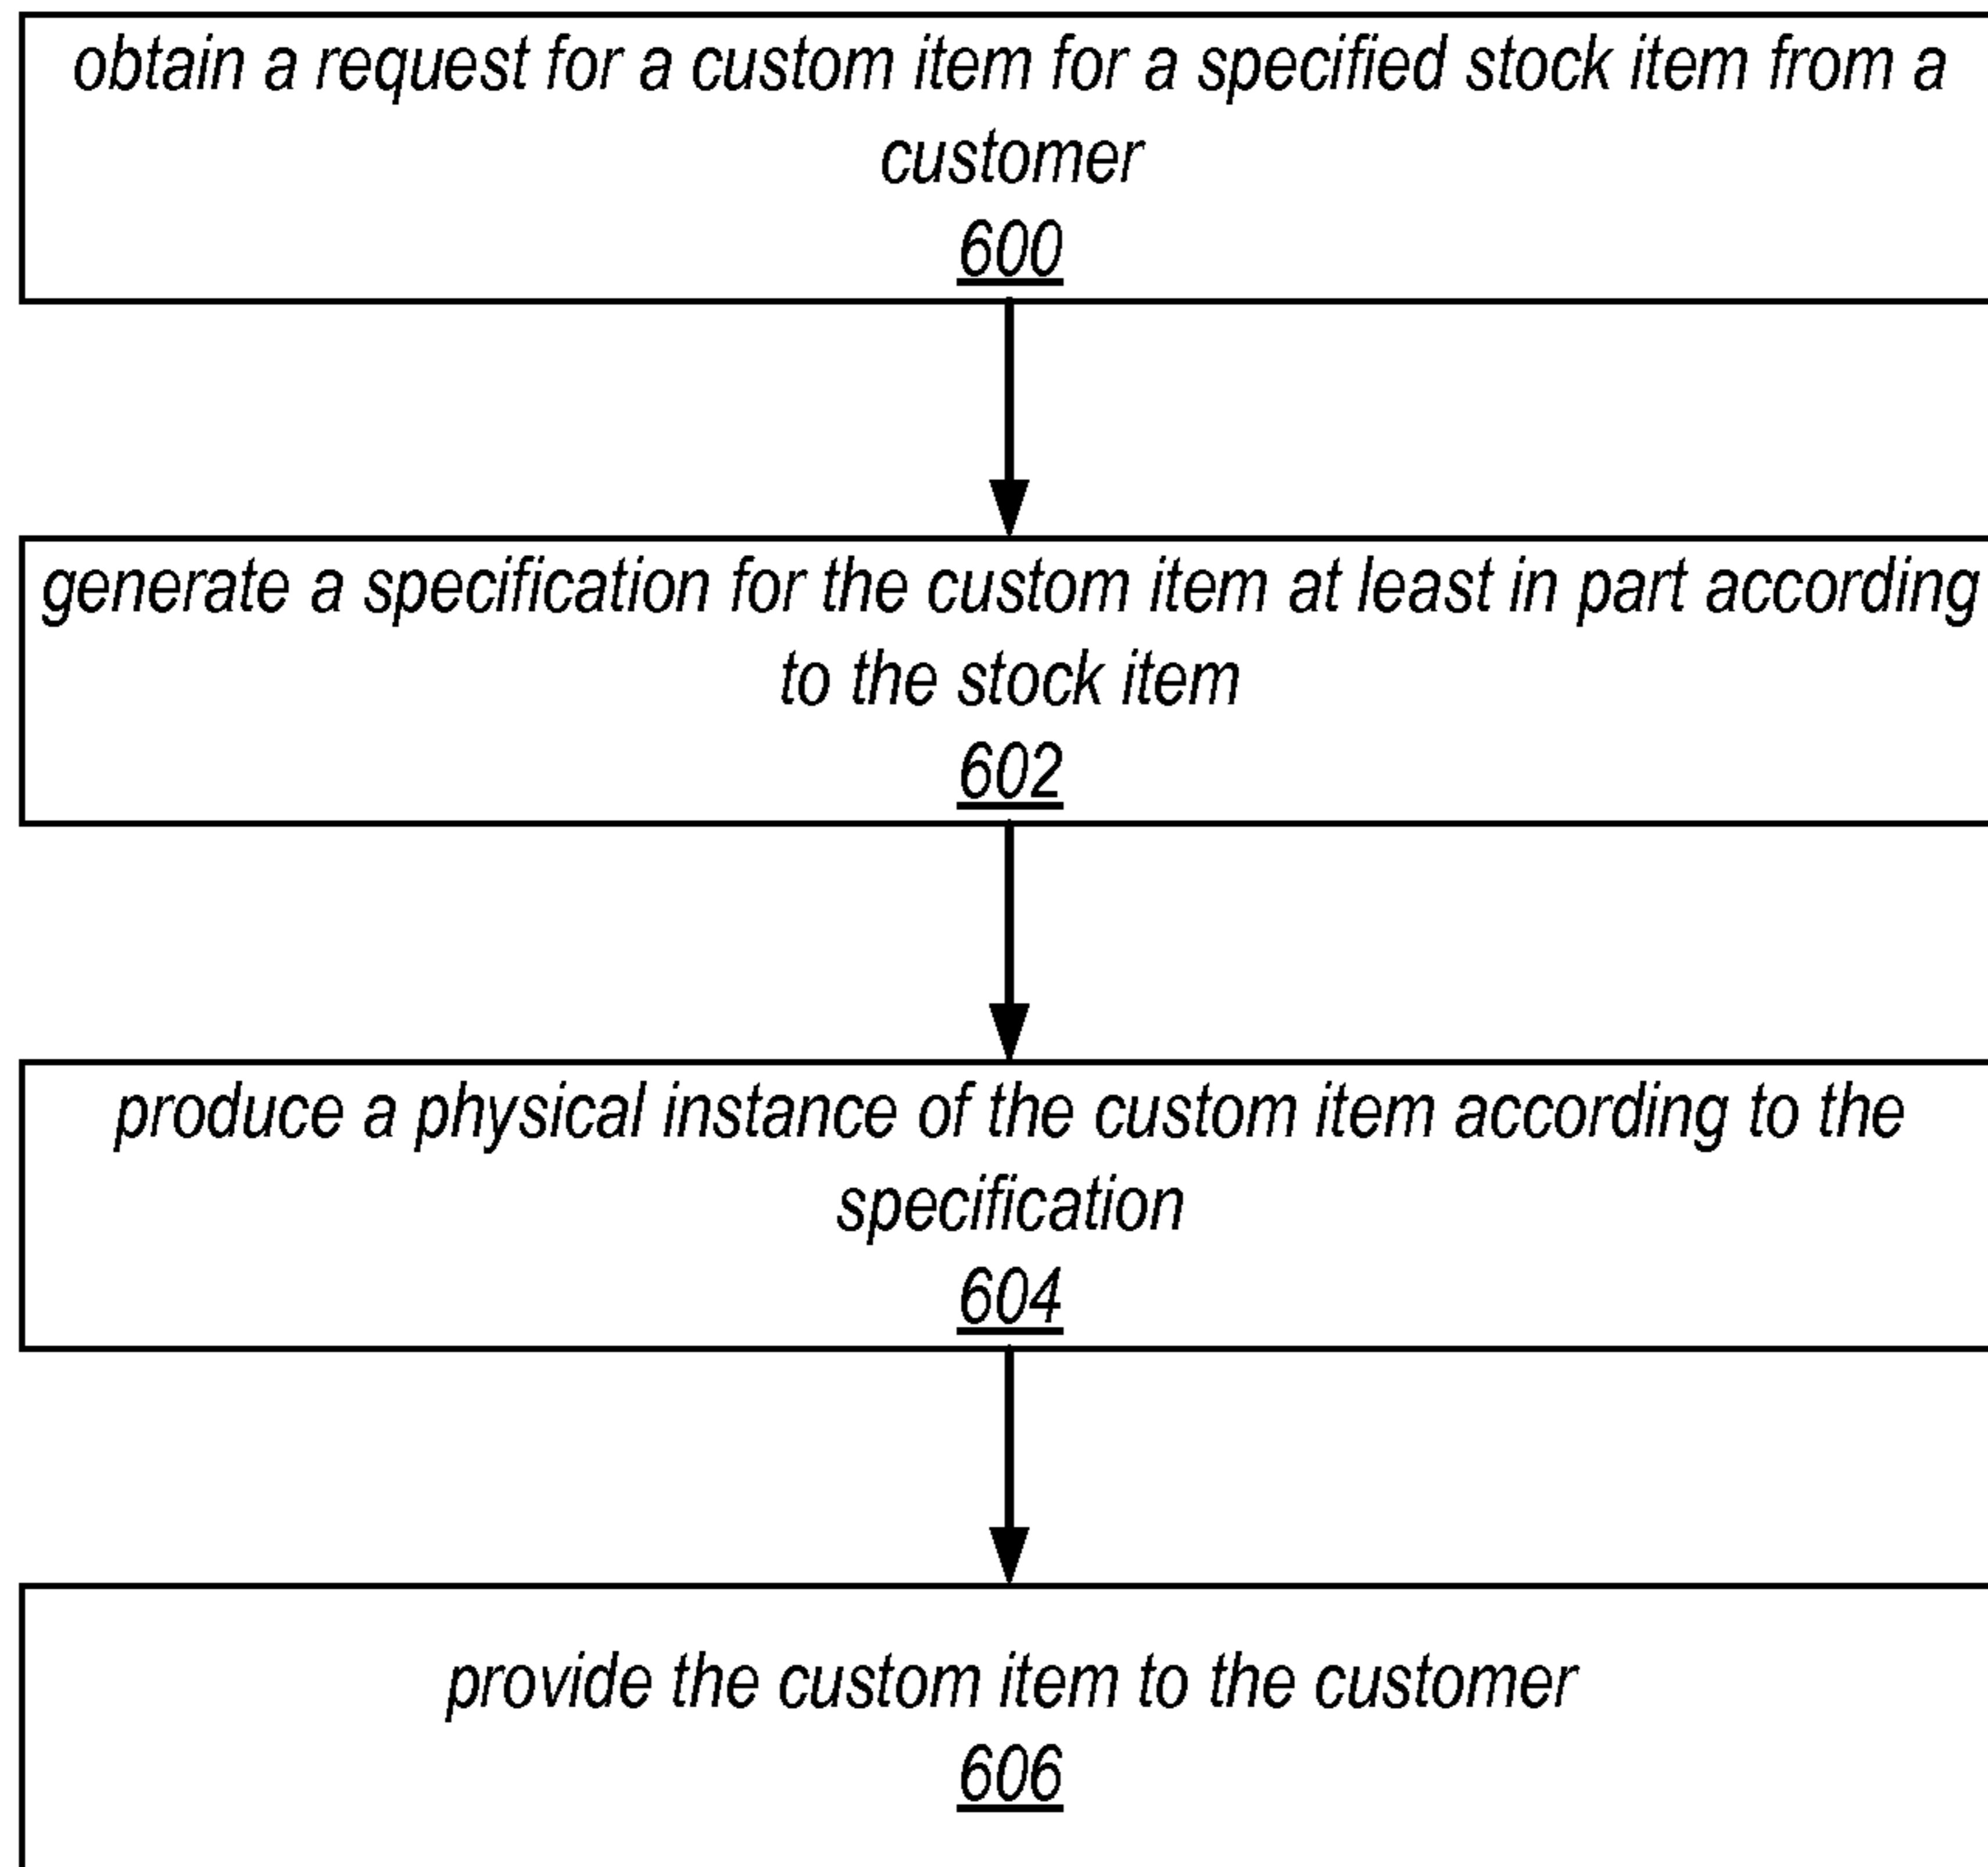 obtain a request for a custom item for a specified stock item from a
customer
600
generate a specification for the custom item at least in part according
to the stock item
602
produce a physical instance of the custom item according to the
specification
604
provide the custom item to the customer
606